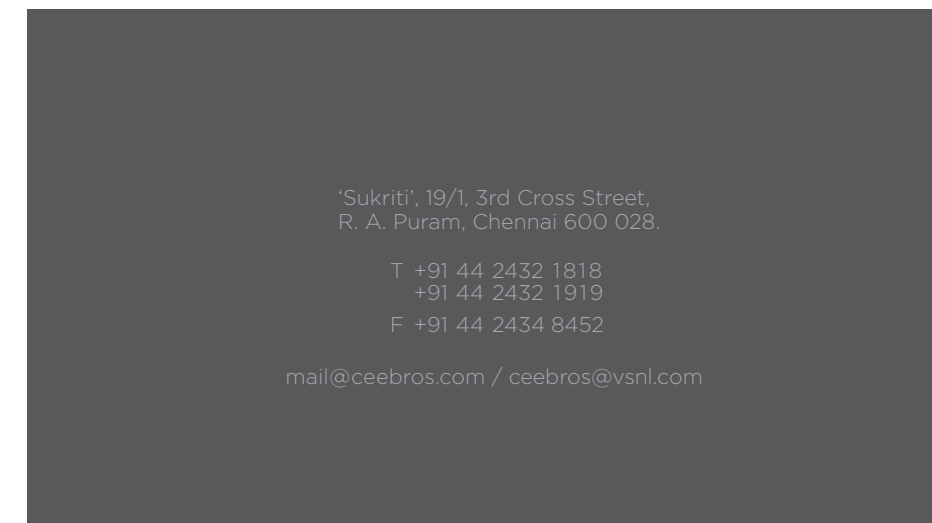 ‘Sukriti’, 19/1, 3rd Cross Street,
R. A. Puram, Chennai 600 028.
T +91 44 2432 1818
+91 44 2432 1919
F +91 44 2434 8452
mail@ceebros.com / ceebros@vsnl.com